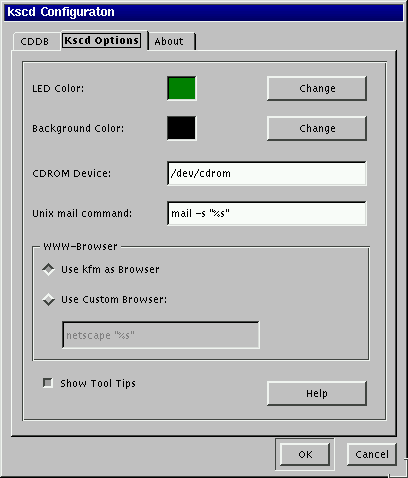 Kscd Configuraton
CDDB Kscd Options About
LED Color: Change
Background Color: Change
CDROM Device: /dev/cdrom
Unix mail command: mail -s "%s"
WWW-Browser
Use kfm as Browser
Use Custom Browser:
netscape "%s"
Show Tool Tips
Help
OK Cancel